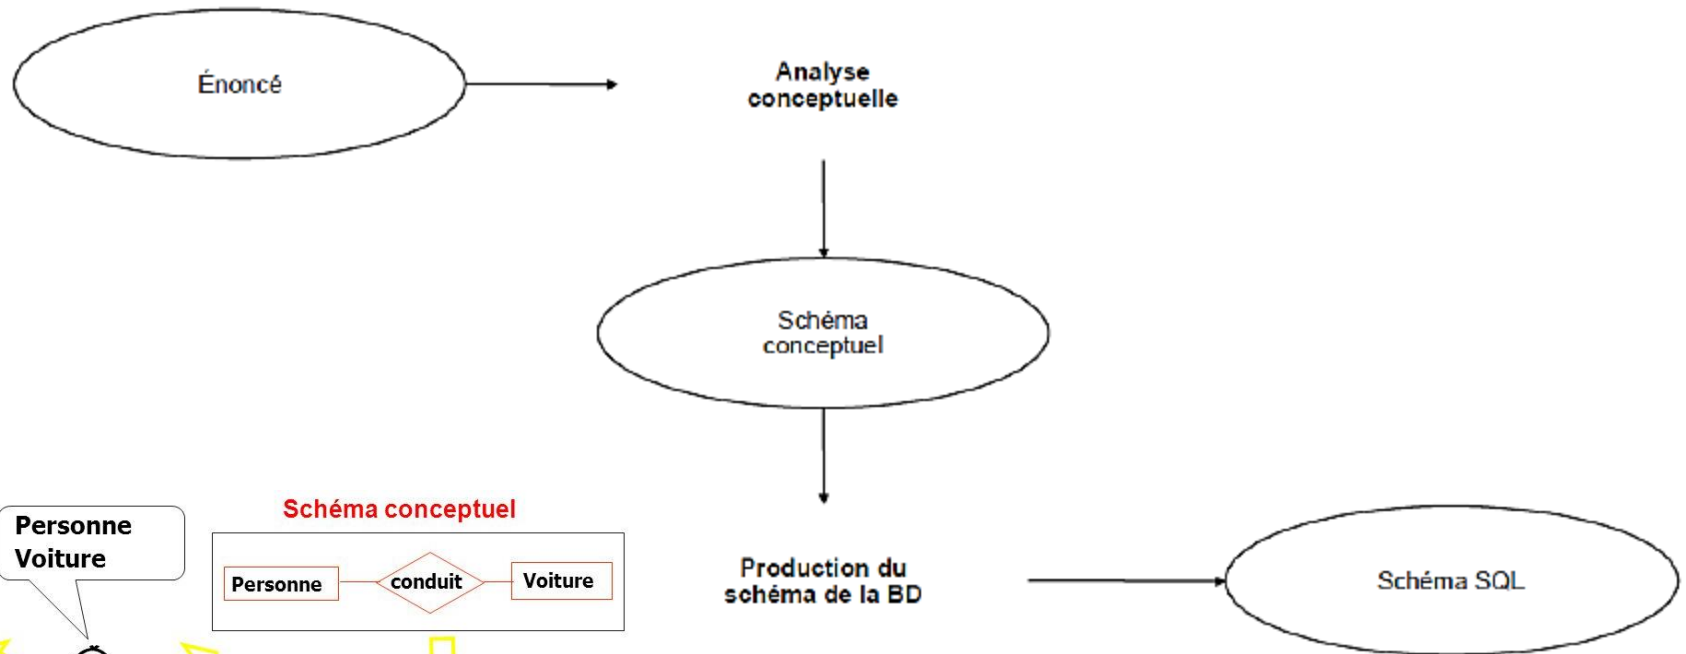 Énoncé
Analyse
conceptuelle
Schéma
conceptuel
Personne
Voiture
Schéma conceptuel
Personne
conduit
Voiture
Production du
schéma de la BD
Schéma SQL